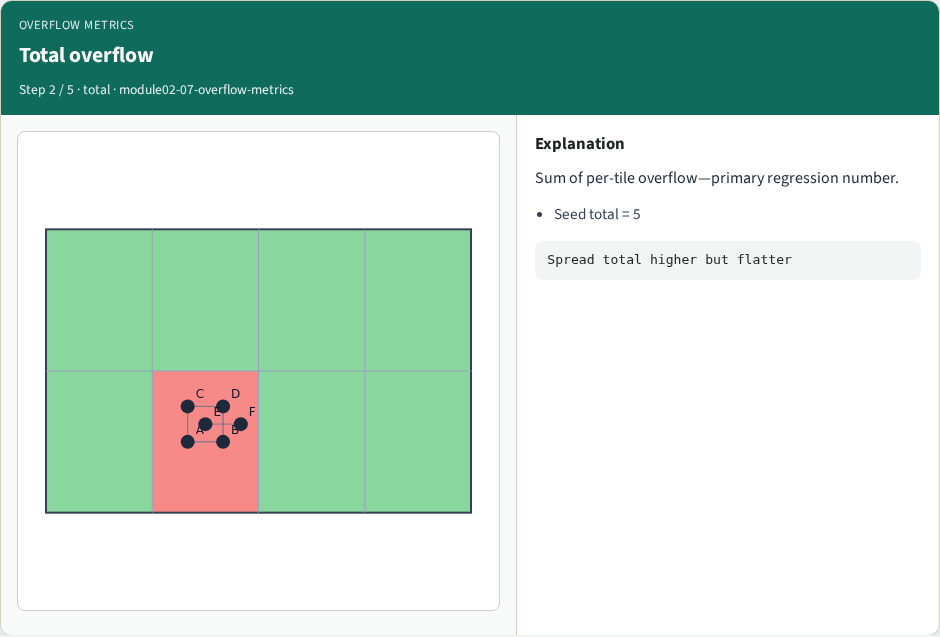 OVERFLOW METRICS
Total overflow
Step 2 / 5 · total · module02-07-overflow-metrics
C D
E F
A B
Explanation
Sum of per-tile overflow—primary regression number.
• Seed total = 5
Spread total higher but flatter